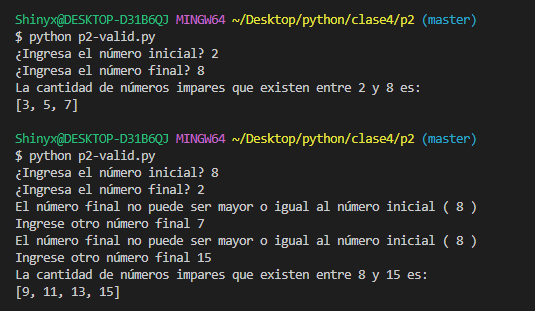 Shinyx@DESKTOP-D31B6QJ MINGW64 ~/Desktop/python/clase4/p2 (master)
$ python p2-valid.py
¿Ingresa el número inicial? 2
¿Ingresa el número final? 8
La cantidad de números impares que existen entre 2 y 8 es:
[3, 5, 7]
Shinyx@DESKTOP-D31B6QJ MINGW64 ~/Desktop/python/clase4/p2 (master)
$ python p2-valid.py
¿Ingresa el número inicial? 8
¿Ingresa el número final? 2
El número final no puede ser mayor o igual al número inicial ( 8 )
Ingrese otro número final 7
El número final no puede ser mayor o igual al número inicial ( 8 )
Ingrese otro número final 15
La cantidad de números impares que existen entre 8 y 15 es:
[9, 11, 13, 15]